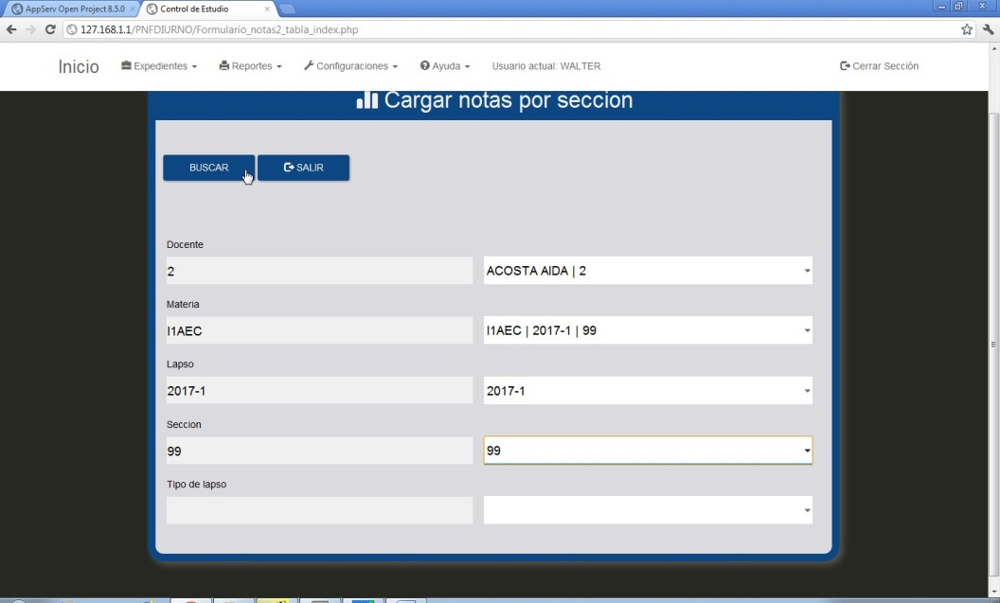 AppServ Open Project 8.5.0
Control de Estudio
127.168.1.1/PNFDIURNO/Formulario_notas2_tabla_index.php
Inicio Expedientes Reportes Configuraciones Ayuda Usuario actual: WALTER Cerrar Sección
Cargar notas por seccion
BUSCAR SALIR
Docente
2 ACOSTA AIDA | 2
Materia
I1AEC I1AEC | 2017-1 | 99
Lapso
2017-1 2017-1
Seccion
99 99
Tipo de lapso